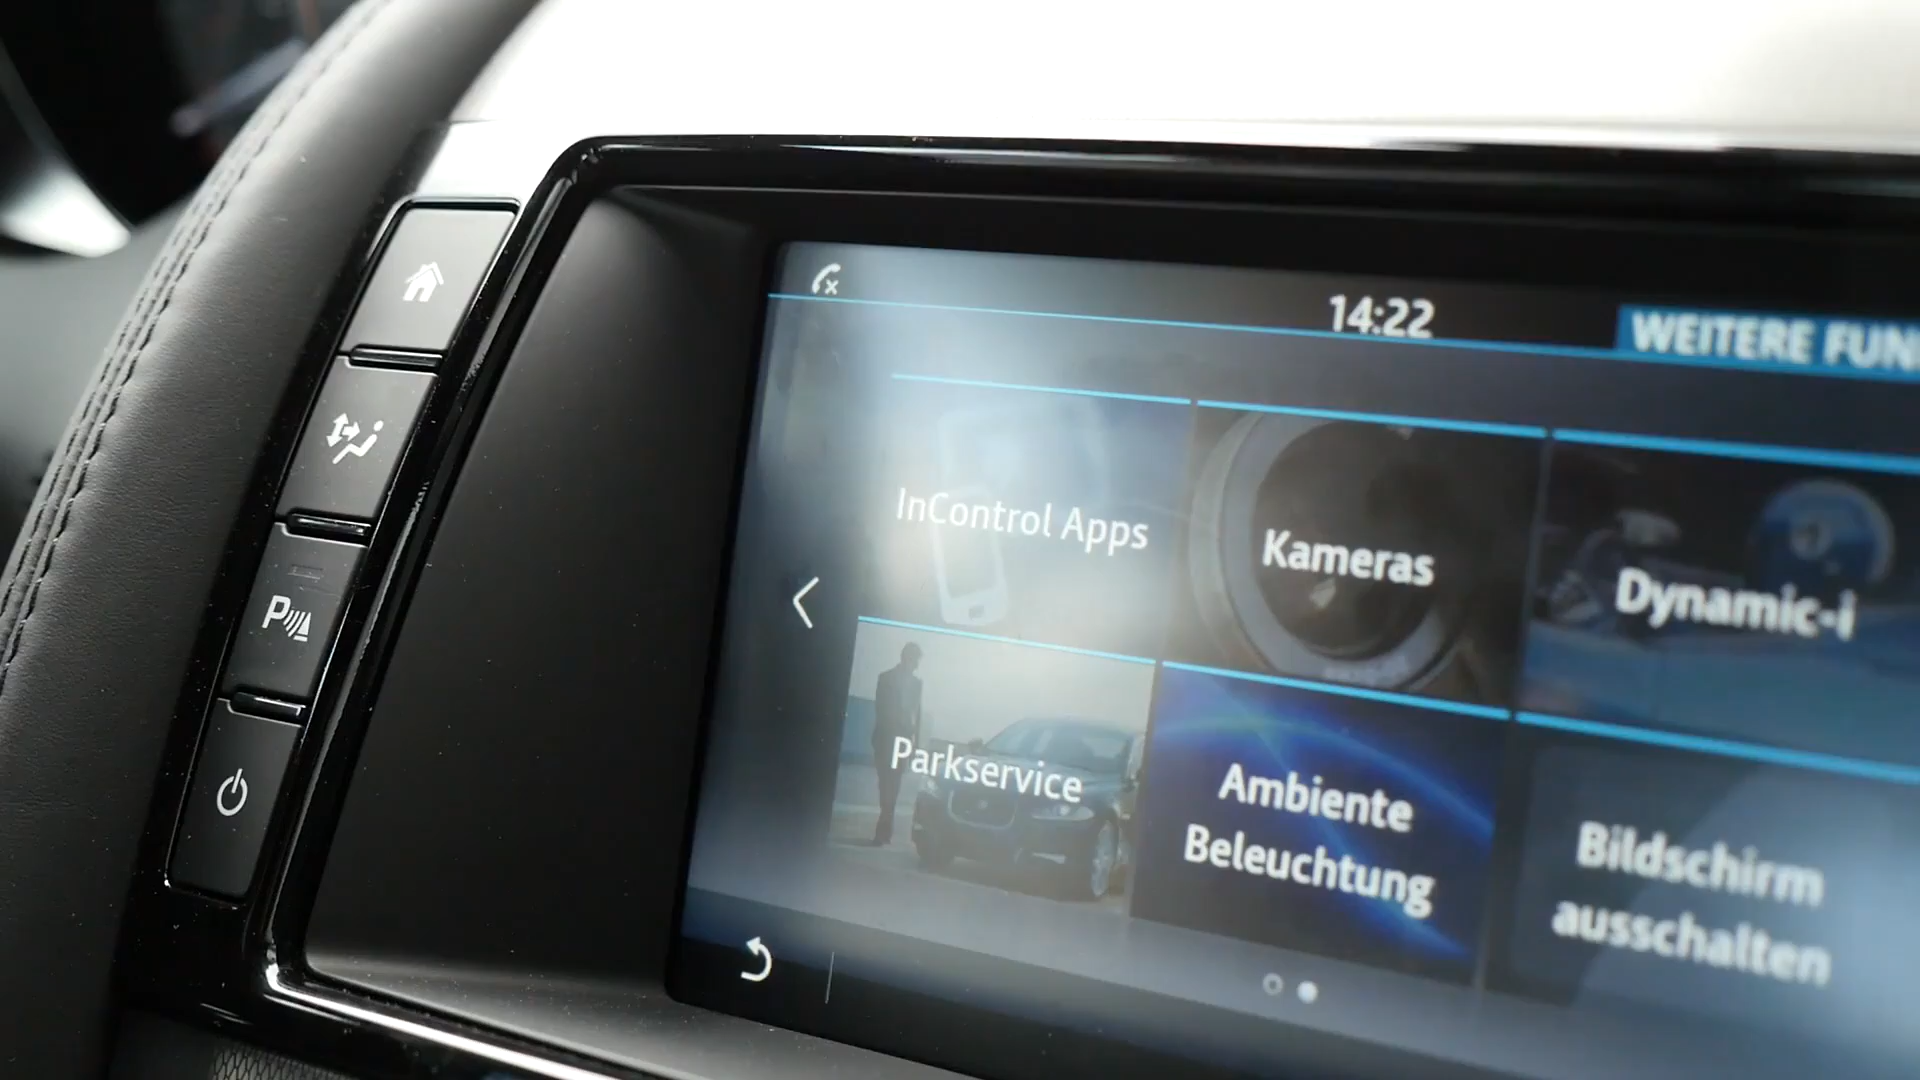 14:22
WEITERE FUN
InControl Apps
Kameras
Dynamic-i
Parkservice
Ambiente
Beleuchtung
Bildschirm
ausschalten
P